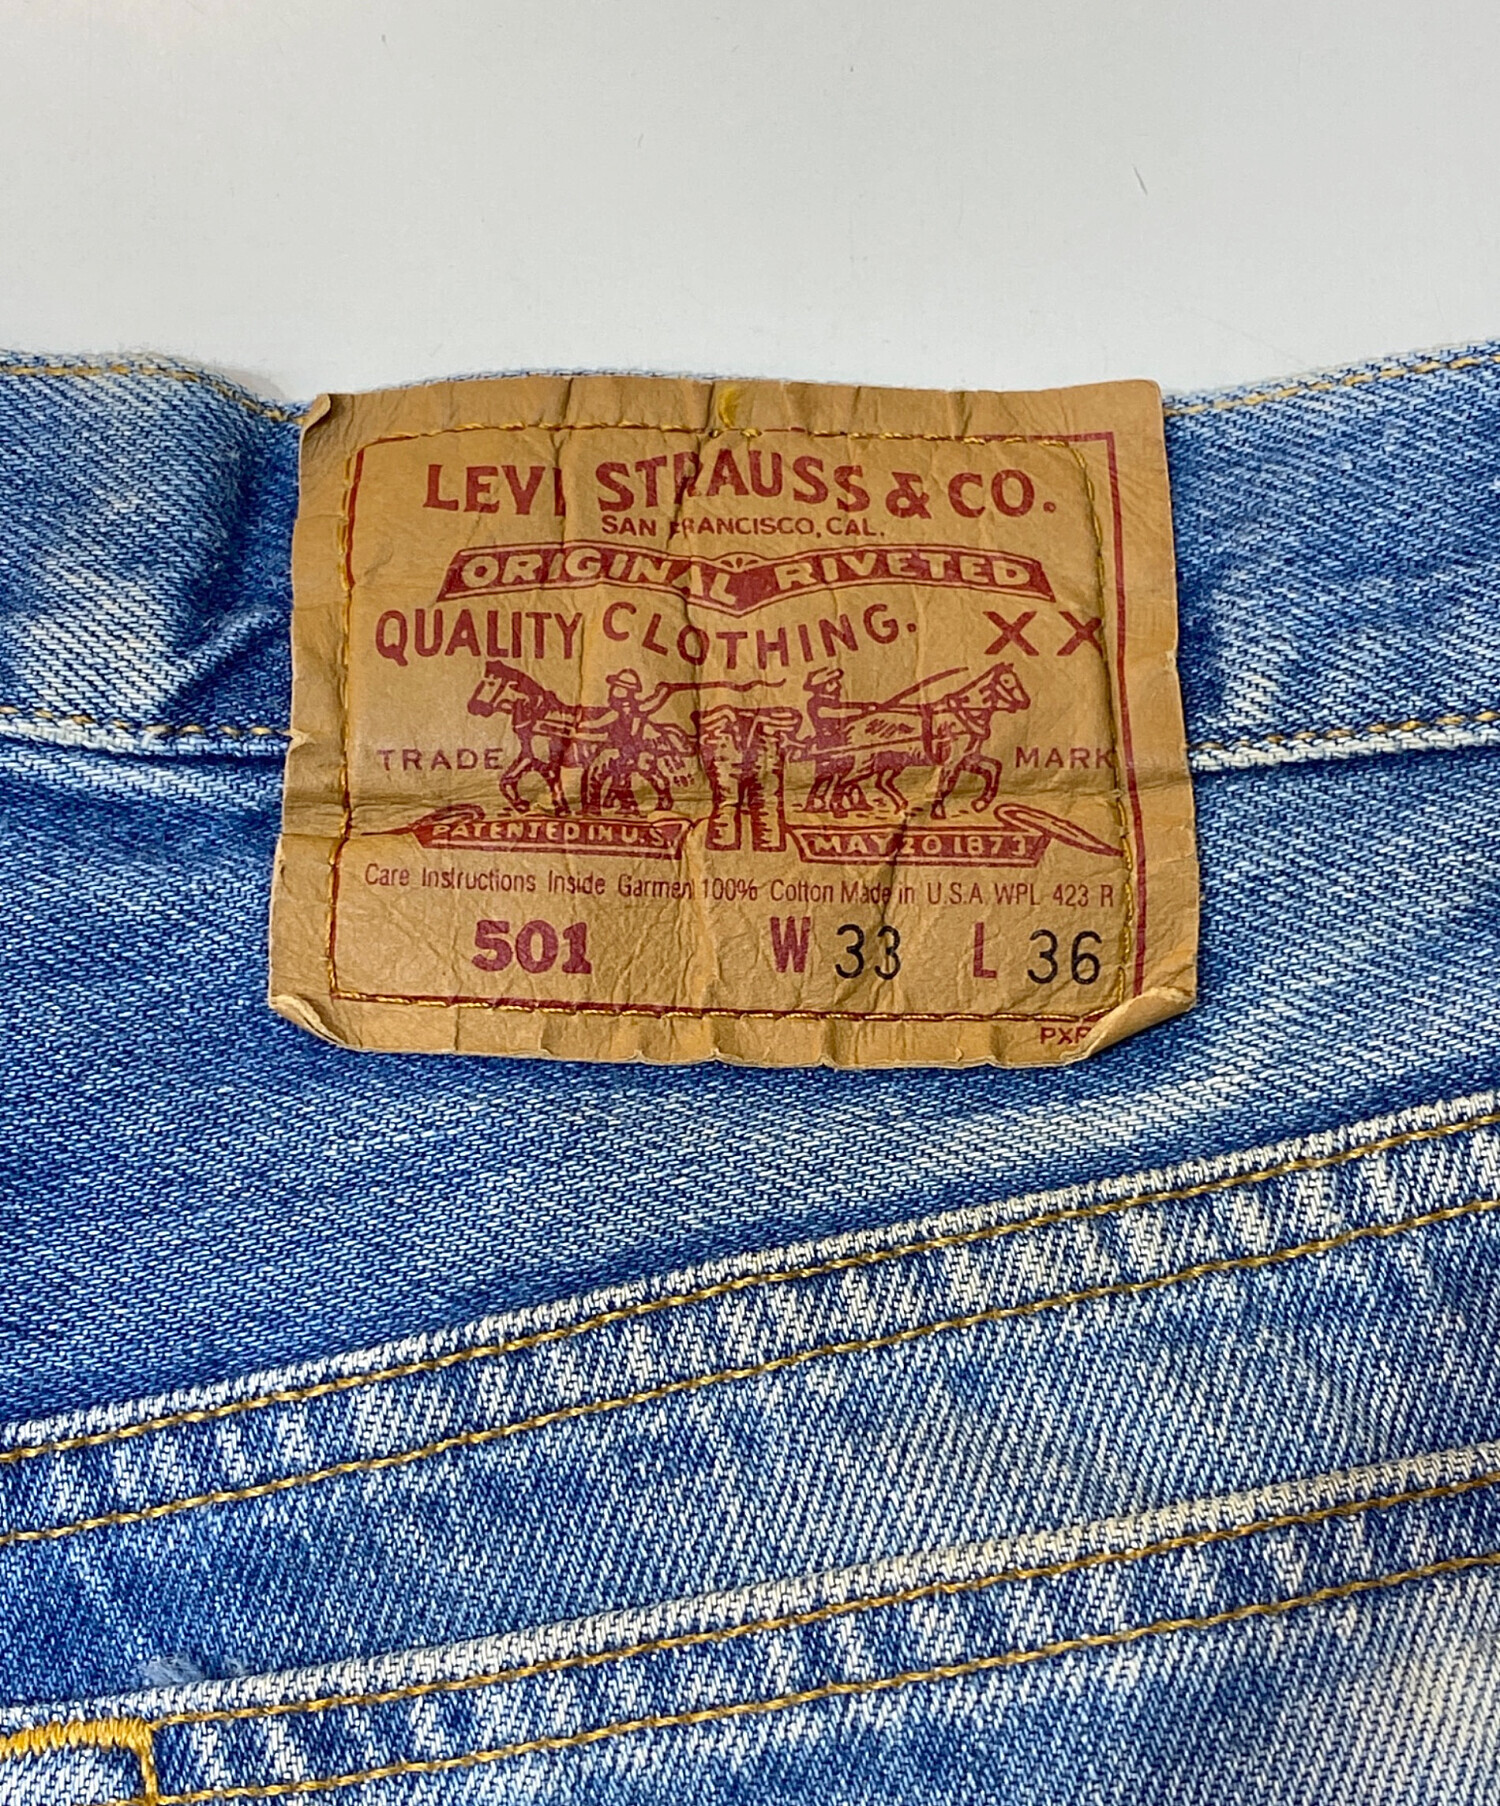 LEVI STRAUSS & CO.
SAN FRANCISCO, CAL.
ORIGINAL RIVETED
QUALITY CLOTHING. XX
TRADE MARK
PATENTED IN U.S. MAY 20 1873
Care Instructions Inside Garment 100% Cotton Made in U.S.A WPL 423 R
501 W 33 L 36